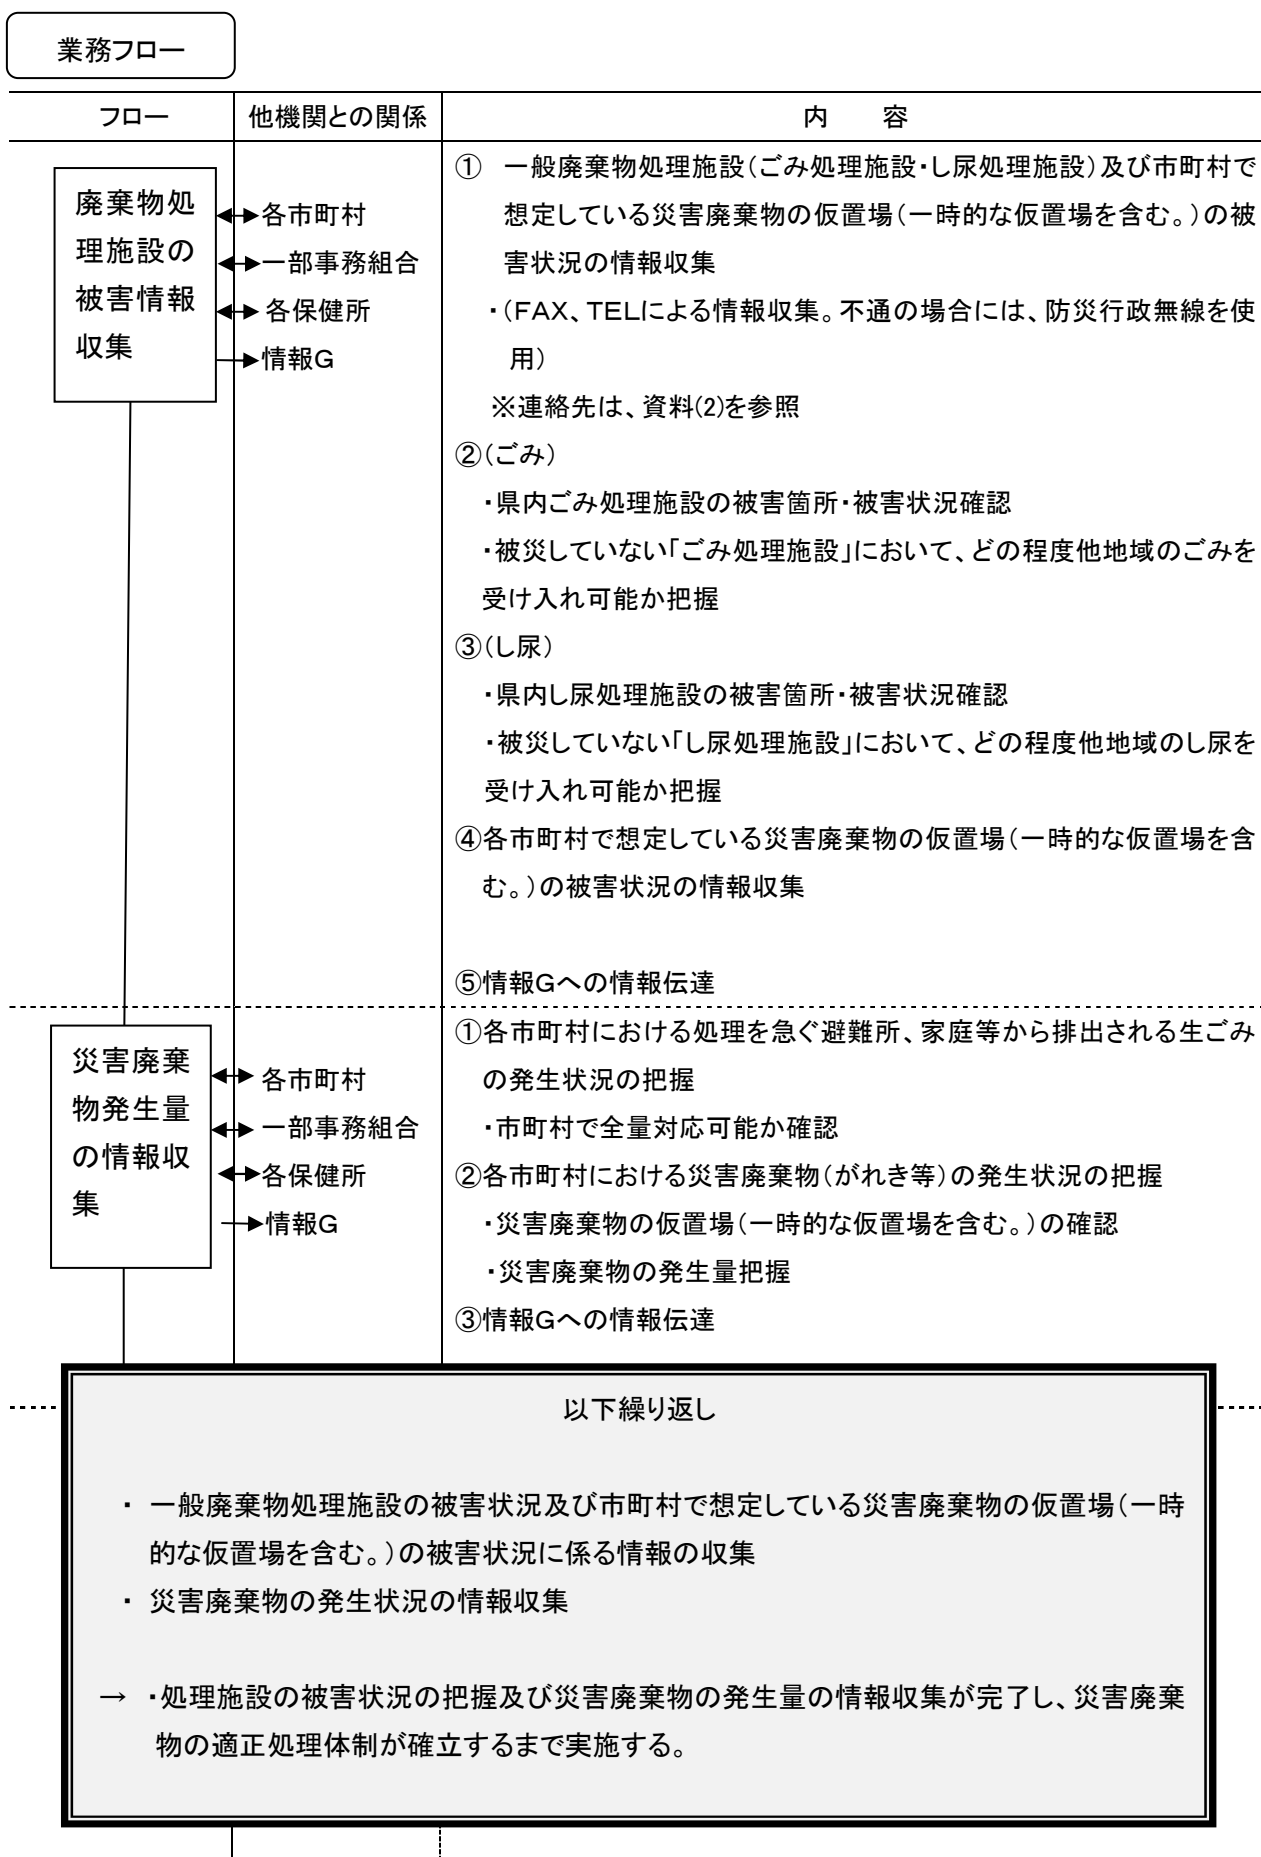 業務フロー
フロー
他機関との関係
内　　容
廃棄物処
理施設の
被害情報
収集
各市町村
一部事務組合
各保健所
情報G
①　一般廃棄物処理施設（ごみ処理施設・し尿処理施設）及び市町村で
想定している災害廃棄物の仮置場（一時的な仮置場を含む。）の被
害状況の情報収集
・（FAX、TELによる情報収集。不通の場合には、防災行政無線を使
用）
※連絡先は、資料(2)を参照
②（ごみ）
・県内ごみ処理施設の被害箇所・被害状況確認
・被災していない「ごみ処理施設」において、どの程度他地域のごみを
受け入れ可能か把握
③（し尿）
・県内し尿処理施設の被害箇所・被害状況確認
・被災していない「し尿処理施設」において、どの程度他地域のし尿を
受け入れ可能か把握
④各市町村で想定している災害廃棄物の仮置場（一時的な仮置場を含
む。）の被害状況の情報収集
⑤情報Gへの情報伝達
災害廃棄
物発生量
の情報収
集
各市町村
一部事務組合
各保健所
情報G
①各市町村における処理を急ぐ避難所、家庭等から排出される生ごみ
の発生状況の把握
・市町村で全量対応可能か確認
②各市町村における災害廃棄物（がれき等）の発生状況の把握
・災害廃棄物の仮置場（一時的な仮置場を含む。）の確認
・災害廃棄物の発生量把握
③情報Gへの情報伝達
以下繰り返し
・ 一般廃棄物処理施設の被害状況及び市町村で想定している災害廃棄物の仮置場（一時
的な仮置場を含む。）の被害状況に係る情報の収集
・ 災害廃棄物の発生状況の情報収集
→ ・処理施設の被害状況の把握及び災害廃棄物の発生量の情報収集が完了し、災害廃棄
物の適正処理体制が確立するまで実施する。